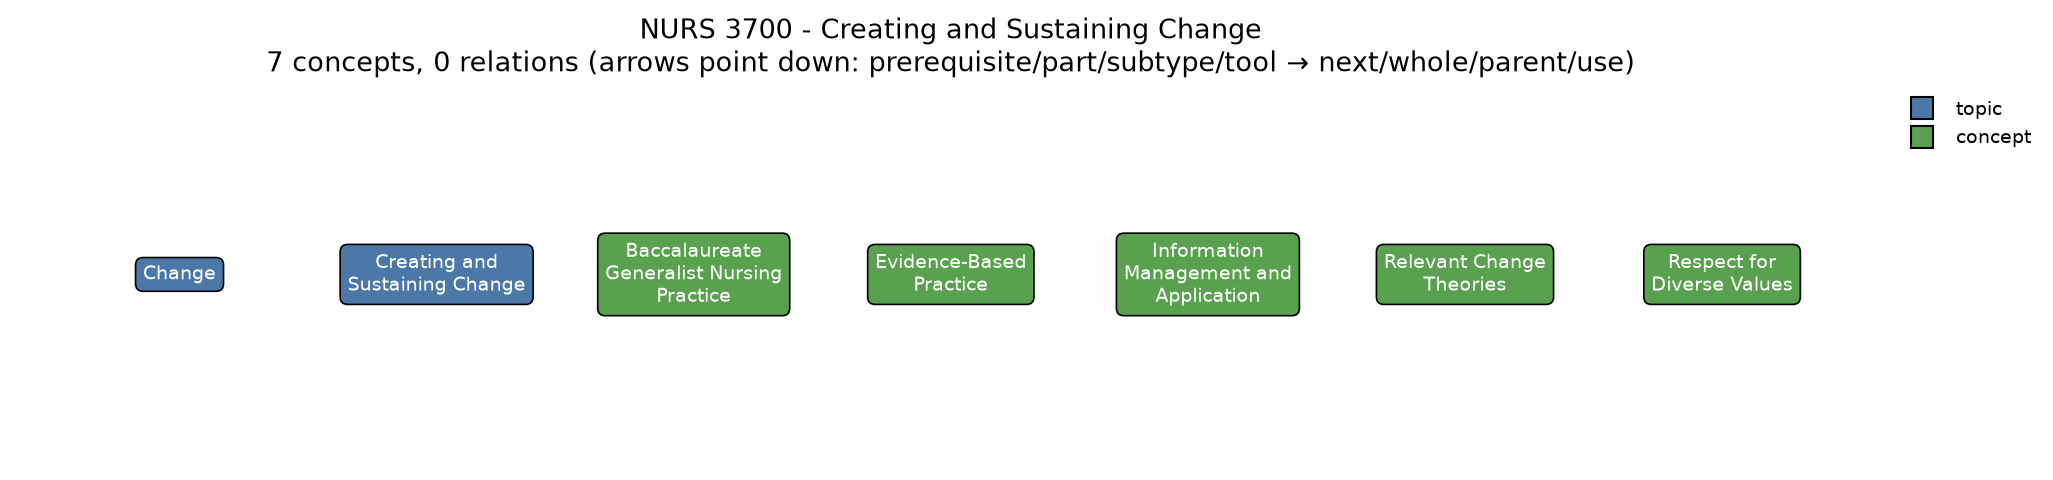 NURS 3700 - Creating and Sustaining Change
7 concepts, 0 relations (arrows point down: prerequisite/part/subtype/tool → next/whole/parent/use)
topic
concept
Change
Creating and
Sustaining Change
Baccalaureate
Generalist Nursing
Practice
Evidence-Based
Practice
Information
Management and
Application
Relevant Change
Theories
Respect for
Diverse Values